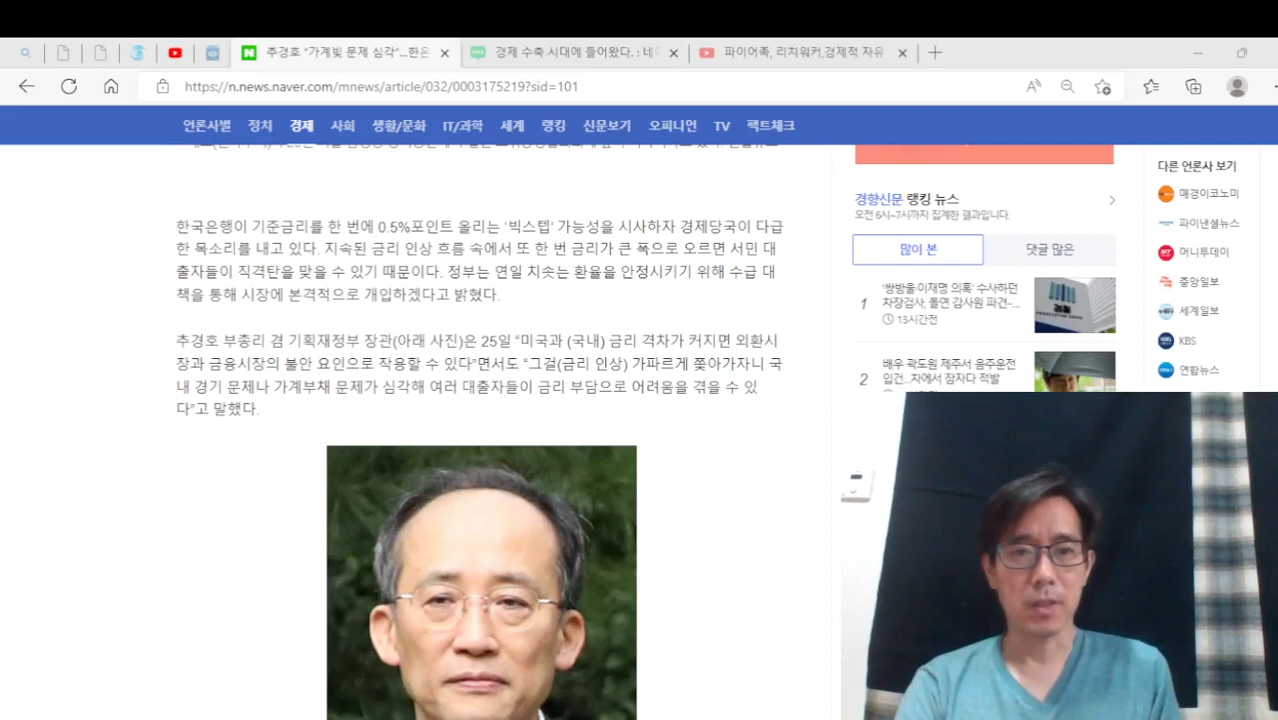 추경호 "가계빚 문제 심각"...한은
경제 수축 시대에 들어왔다. : 네이
파이어족, 리치워커,경제적 자유
https://n.news.naver.com/mnews/article/032/0003175219?sid=101
언론사별 정치 경제 사회 생활/문화 IT/과학 세계 랭킹 신문보기 오피니언 TV 팩트체크
한국은행이 기준금리를 한 번에 0.5%포인트 올리는 '빅스텝' 가능성을 시사하자 경제당국이 다급
한 목소리를 내고 있다. 지속된 금리 인상 흐름 속에서 또 한 번 금리가 큰 폭으로 오르면 서민 대
출자들이 직격탄을 맞을 수 있기 때문이다. 정부는 연일 치솟는 환율을 안정시키기 위해 수급 대
책을 통해 시장에 본격적으로 개입하겠다고 밝혔다.
추경호 부총리 겸 기획재정부 장관(아래 사진)은 25일 "미국과 (국내) 금리 격차가 커지면 외환시
장과 금융시장의 불안 요인으로 작용할 수 있다"면서도 "그걸(금리 인상) 가파르게 쫓아가자니 국
내 경기 문제나 가계부채 문제가 심각해 여러 대출자들이 금리 부담으로 어려움을 겪을 수 있
다"고 말했다.
경향신문 랭킹 뉴스
오전 6시~7시까지 집계한 결과입니다.
많이 본 댓글 많은
1
'쌍방울·이재명 의혹' 수사하던
차장검사, 돌연 감사원 파견–...
13시간전
2
배우 곽도원 제주서 음주운전
입건...차에서 잠자다 적발
다른 언론사 보기
매경이코노미
파이낸셜뉴스
머니투데이
중앙일보
세계일보
KBS
연합뉴스